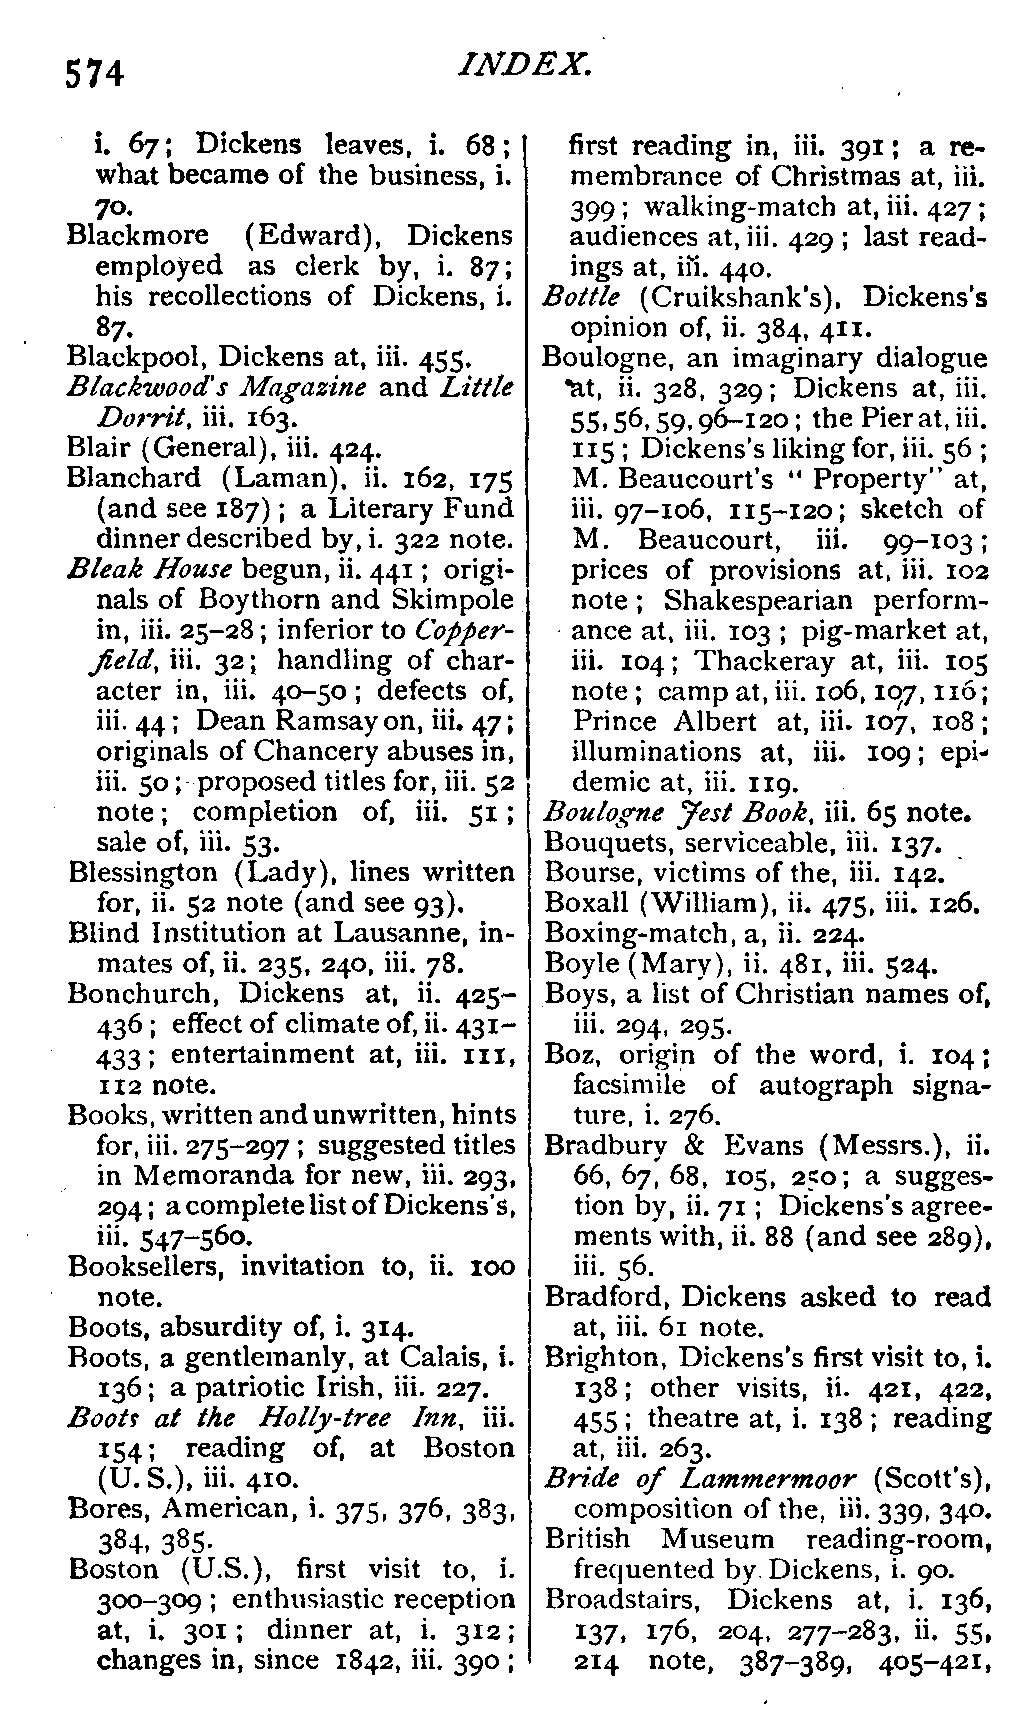 574
INDEX.
i. 67; Dickens leaves, i. 68;
what became of the business, i.
70.
Blackmore (Edward), Dickens
employed as clerk by, i. 87;
his recollections of Dickens, i.
87.
Blackpool, Dickens at, iii. 455.
Blackwood's Magazine and Little
Dorrit, iii. 163.
Blair (General), iii. 424.
Blanchard (Laman), ii. 162, 175
(and see 187); a Literary Fund
dinner described by, i. 322 note.
Bleak House begun, ii. 441; origi-
nals of Boythorn and Skimpole
in, iii. 25–28; inferior to Copper-
field, iii. 32; handling of char-
acter in, iii. 40–50; defects of,
iii. 44; Dean Ramsay on, iii. 47;
originals of Chancery abuses in,
iii. 50; proposed titles for, iii. 52
note; completion of, iii. 51;
sale of, iii. 53.
Blessington (Lady), lines written
for, ii. 52 note (and see 93).
Blind Institution at Lausanne, in-
mates of, ii. 235, 240, iii. 78.
Bonchurch, Dickens at, ii. 425–
436; effect of climate of, ii. 431–
433; entertainment at, iii. 111,
112 note.
Books, written and unwritten, hints
for, iii. 275–297; suggested titles
in Memoranda for new, iii. 293,
294; a complete list of Dickens's,
iii. 547–560.
Booksellers, invitation to, ii. 100
note.
Boots, absurdity of, i. 314.
Boots, a gentlemanly, at Calais, i.
136; a patriotic Irish, iii. 227.
Boots at the Holly-tree Inn, iii.
154; reading of, at Boston
(U. S.), iii. 410.
Bores, American, i. 375, 376, 383,
384, 385.
Boston (U.S.), first visit to, i.
300–309; enthusiastic reception
at, i. 301; dinner at, i. 312;
changes in, since 1842, iii. 390;
first reading in, iii. 391; a re-
membrance of Christmas at, iii.
399; walking-match at, iii. 427;
audiences at, iii. 429; last read-
ings at, iii. 440.
Bottle (Cruikshank's), Dickens's
opinion of, ii. 384, 411.
Boulogne, an imaginary dialogue
at, ii. 328, 329; Dickens at, iii.
55, 56, 59, 96–120; the Pier at, iii.
115; Dickens's liking for, iii. 56;
M. Beaucourt's "Property" at,
iii. 97–106, 115–120; sketch of
M. Beaucourt, iii. 99–103;
prices of provisions at, iii. 102
note; Shakespearian perform-
ance at, iii. 103; pig-market at,
iii. 104; Thackeray at, iii. 105
note; camp at, iii. 106, 107, 116;
Prince Albert at, iii. 107, 108;
illuminations at, iii. 109; epi-
demic at, iii. 119.
Boulogne Jest Book, iii. 65 note.
Bouquets, serviceable, iii. 137.
Bourse, victims of the, iii. 142.
Boxall (William), ii. 475, iii. 126.
Boxing-match, a, ii. 224.
Boyle (Mary), ii. 481, iii. 524.
Boys, a list of Christian names of,
iii. 294, 295.
Boz, origin of the word, i. 104;
facsimile of autograph signa-
ture, i. 276.
Bradbury & Evans (Messrs.), ii.
66, 67, 68, 105, 250; a sugges-
tion by, ii. 71; Dickens's agree-
ments with, ii. 88 (and see 289),
iii. 56.
Bradford, Dickens asked to read
at, iii. 61 note.
Brighton, Dickens's first visit to, i.
138; other visits, ii. 421, 422,
455; theatre at, i. 138; reading
at, iii. 263.
Bride of Lammermoor (Scott's),
composition of the, iii. 339, 340.
British Museum reading-room,
frequented by Dickens, i. 90.
Broadstairs, Dickens at, i. 136,
137, 176, 204, 277–283, ii. 55,
214 note, 387–389, 405–421,